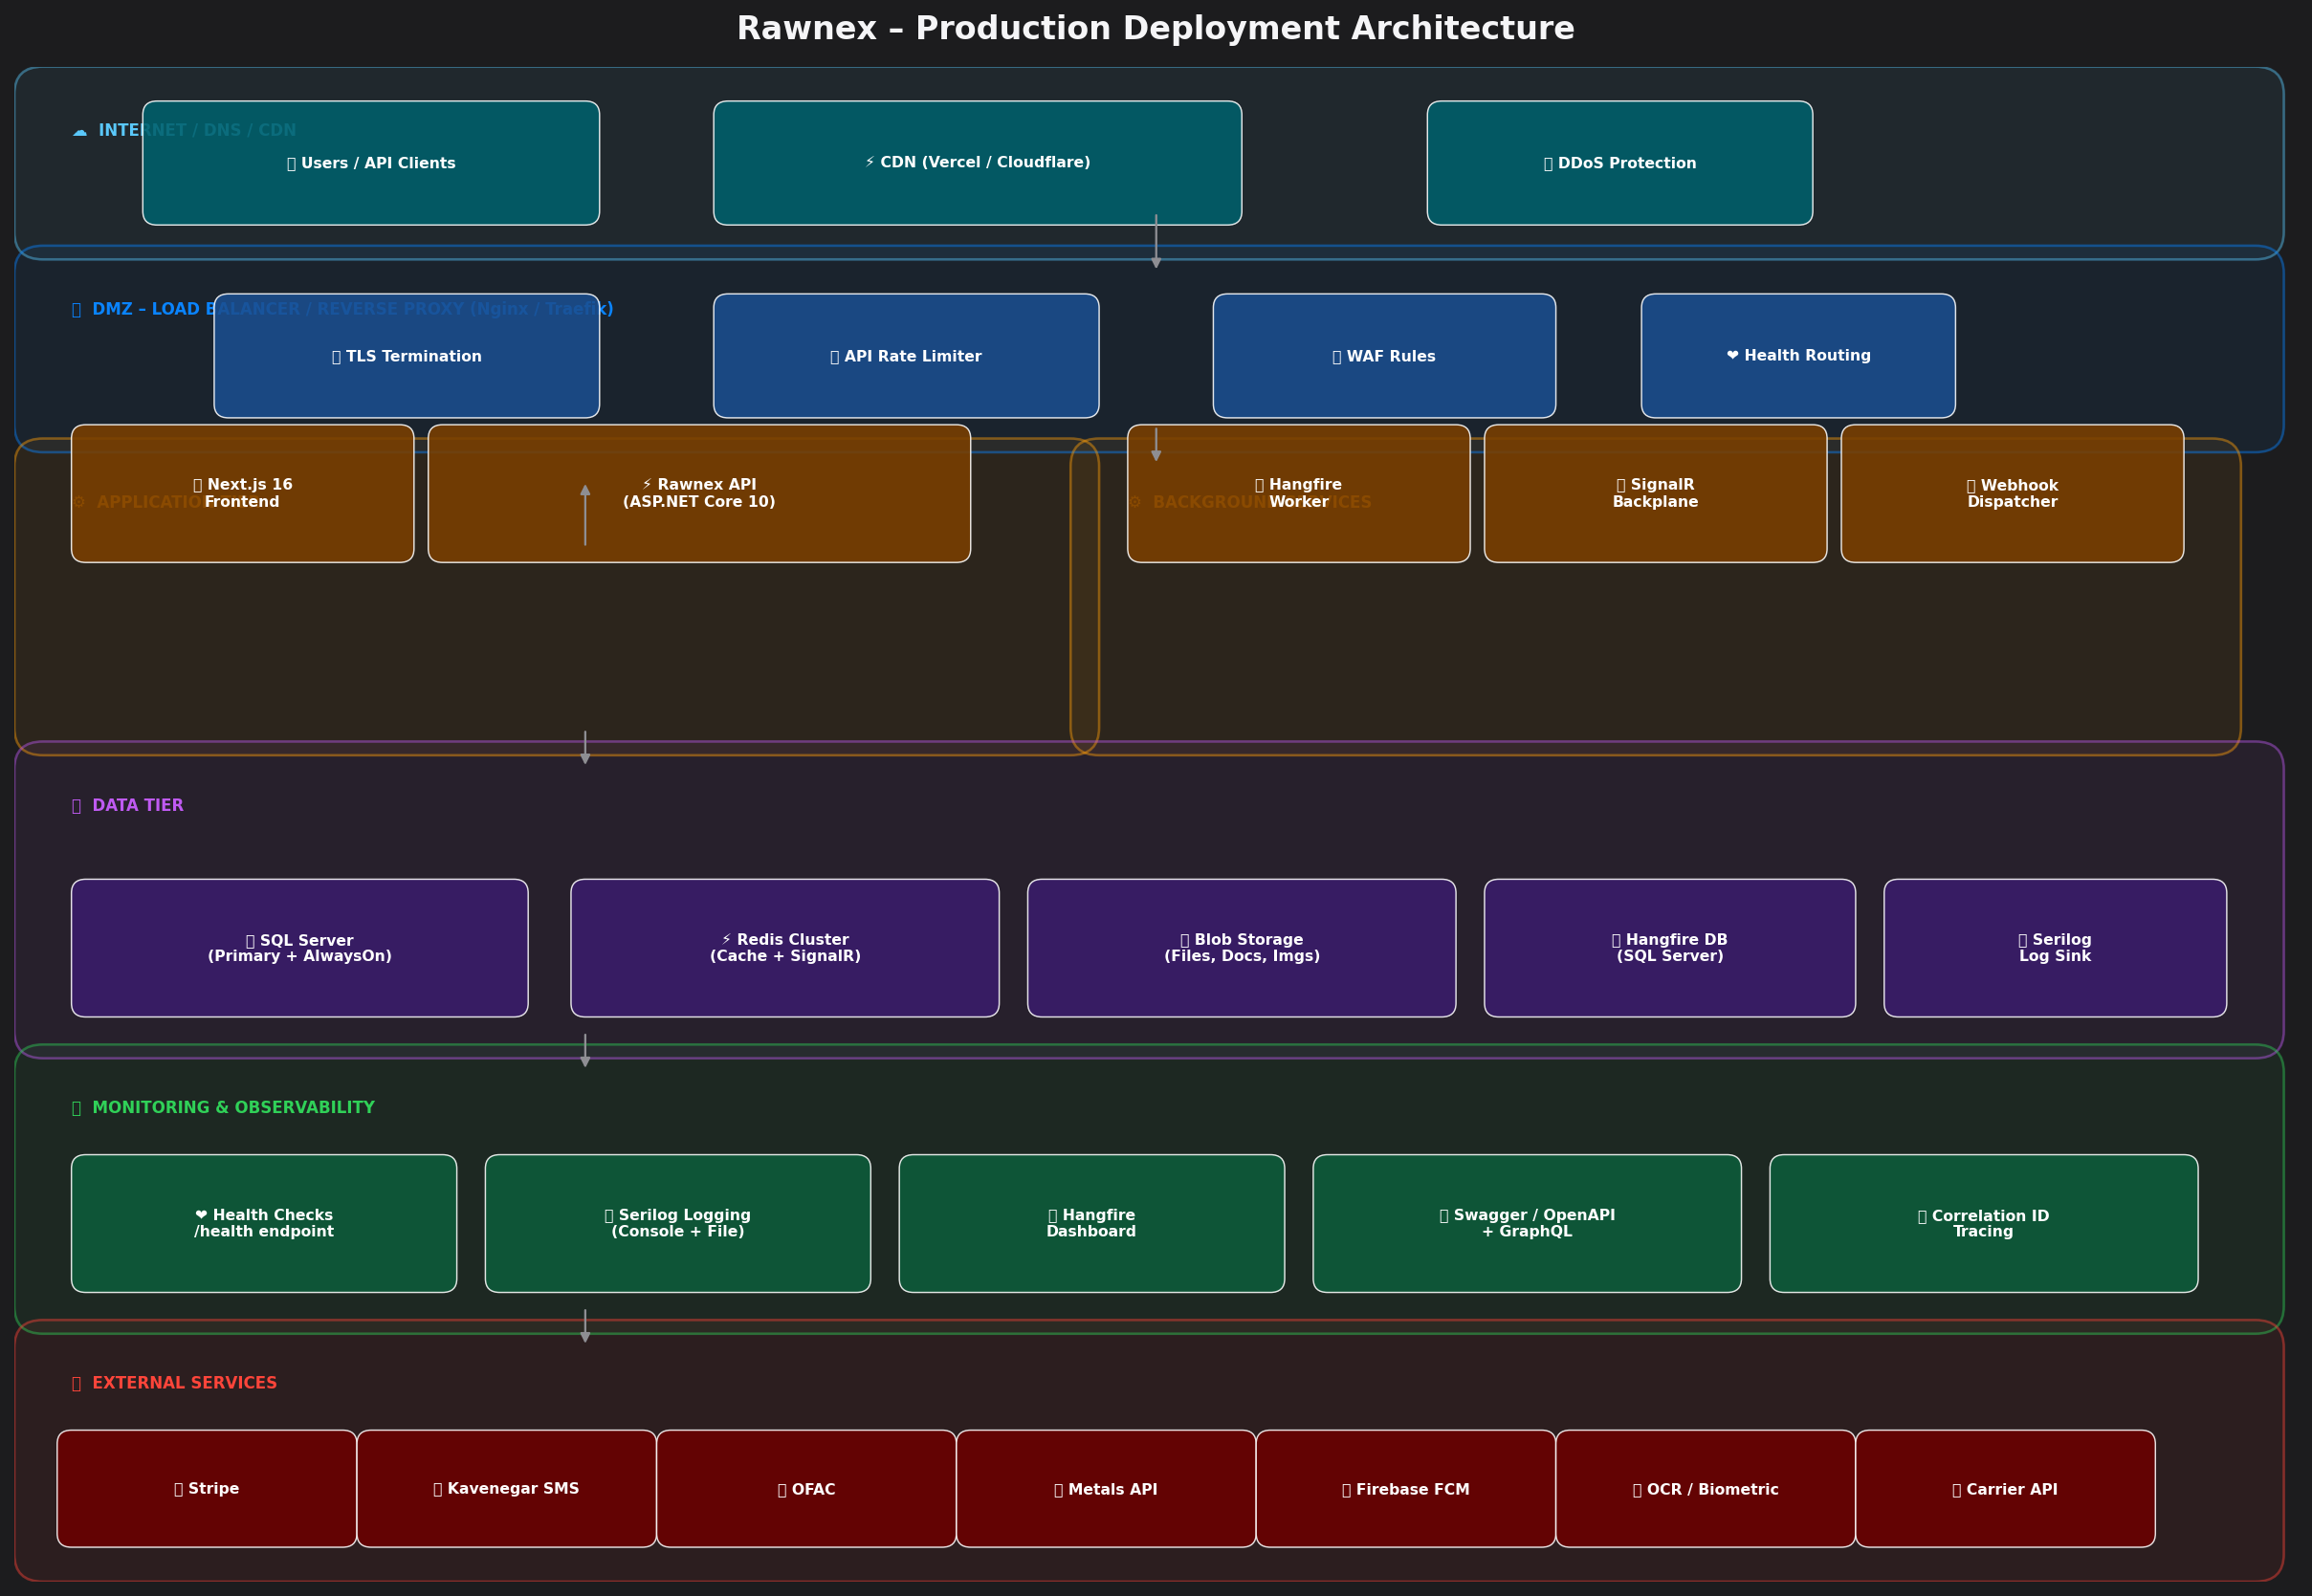 Rawnex – Production Deployment Architecture
☁ INTERNET / DNS / CDN
Users / API Clients
⚡ CDN (Vercel / Cloudflare)
DDoS Protection
DMZ – LOAD BALANCER / REVERSE PROXY (Nginx / Traefik)
TLS Termination
API Rate Limiter
WAF Rules
❤ Health Routing
⚙ APPLICATION
Next.js 16
Frontend
⚡ Rawnex API
(ASP.NET Core 10)
⚙ BACKGROUND SERVICES
Hangfire
Worker
SignalR
Backplane
Webhook
Dispatcher
DATA TIER
SQL Server
(Primary + AlwaysOn)
⚡ Redis Cluster
(Cache + SignalR)
Blob Storage
(Files, Docs, Imgs)
Hangfire DB
(SQL Server)
Serilog
Log Sink
MONITORING & OBSERVABILITY
❤ Health Checks
/health endpoint
Serilog Logging
(Console + File)
Hangfire
Dashboard
Swagger / OpenAPI
+ GraphQL
Correlation ID
Tracing
EXTERNAL SERVICES
Stripe
Kavenegar SMS
OFAC
Metals API
Firebase FCM
OCR / Biometric
Carrier API